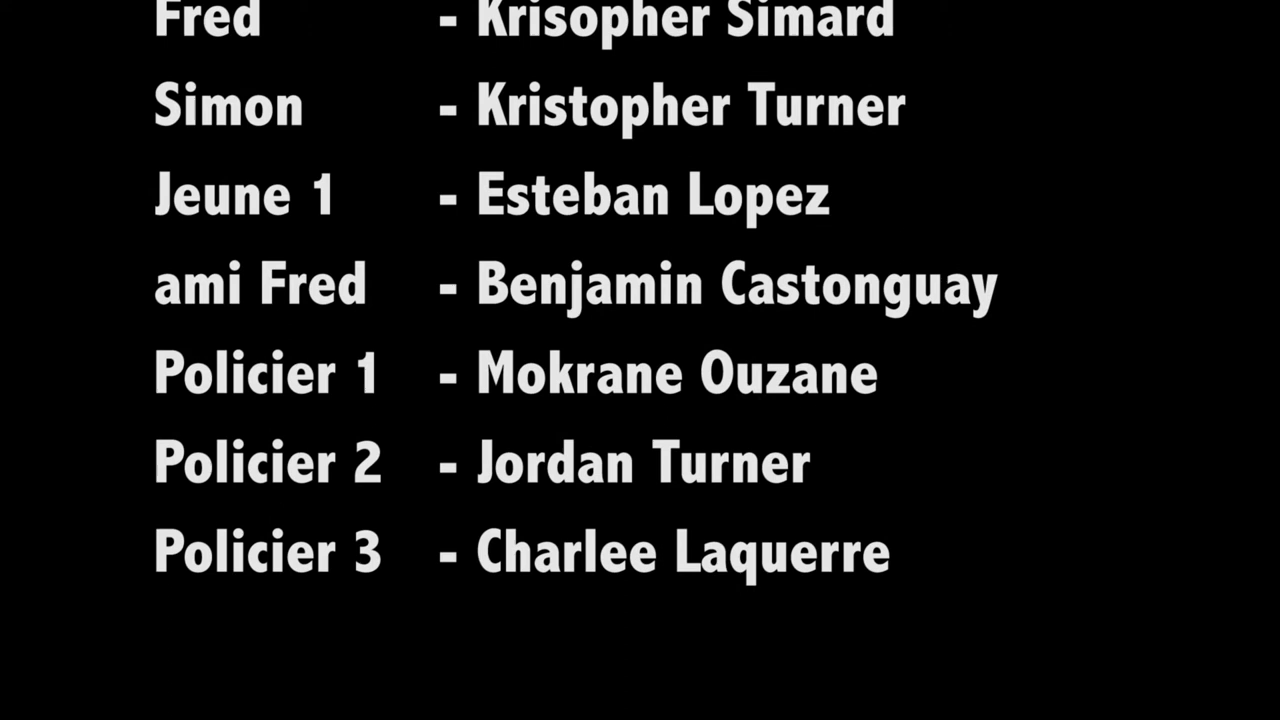 Fred - Krisopher Simard
Simon - Kristopher Turner
Jeune 1 - Esteban Lopez
ami Fred - Benjamin Castonguay
Policier 1 - Mokrane Ouzane
Policier 2 - Jordan Turner
Policier 3 - Charlee Laquerre